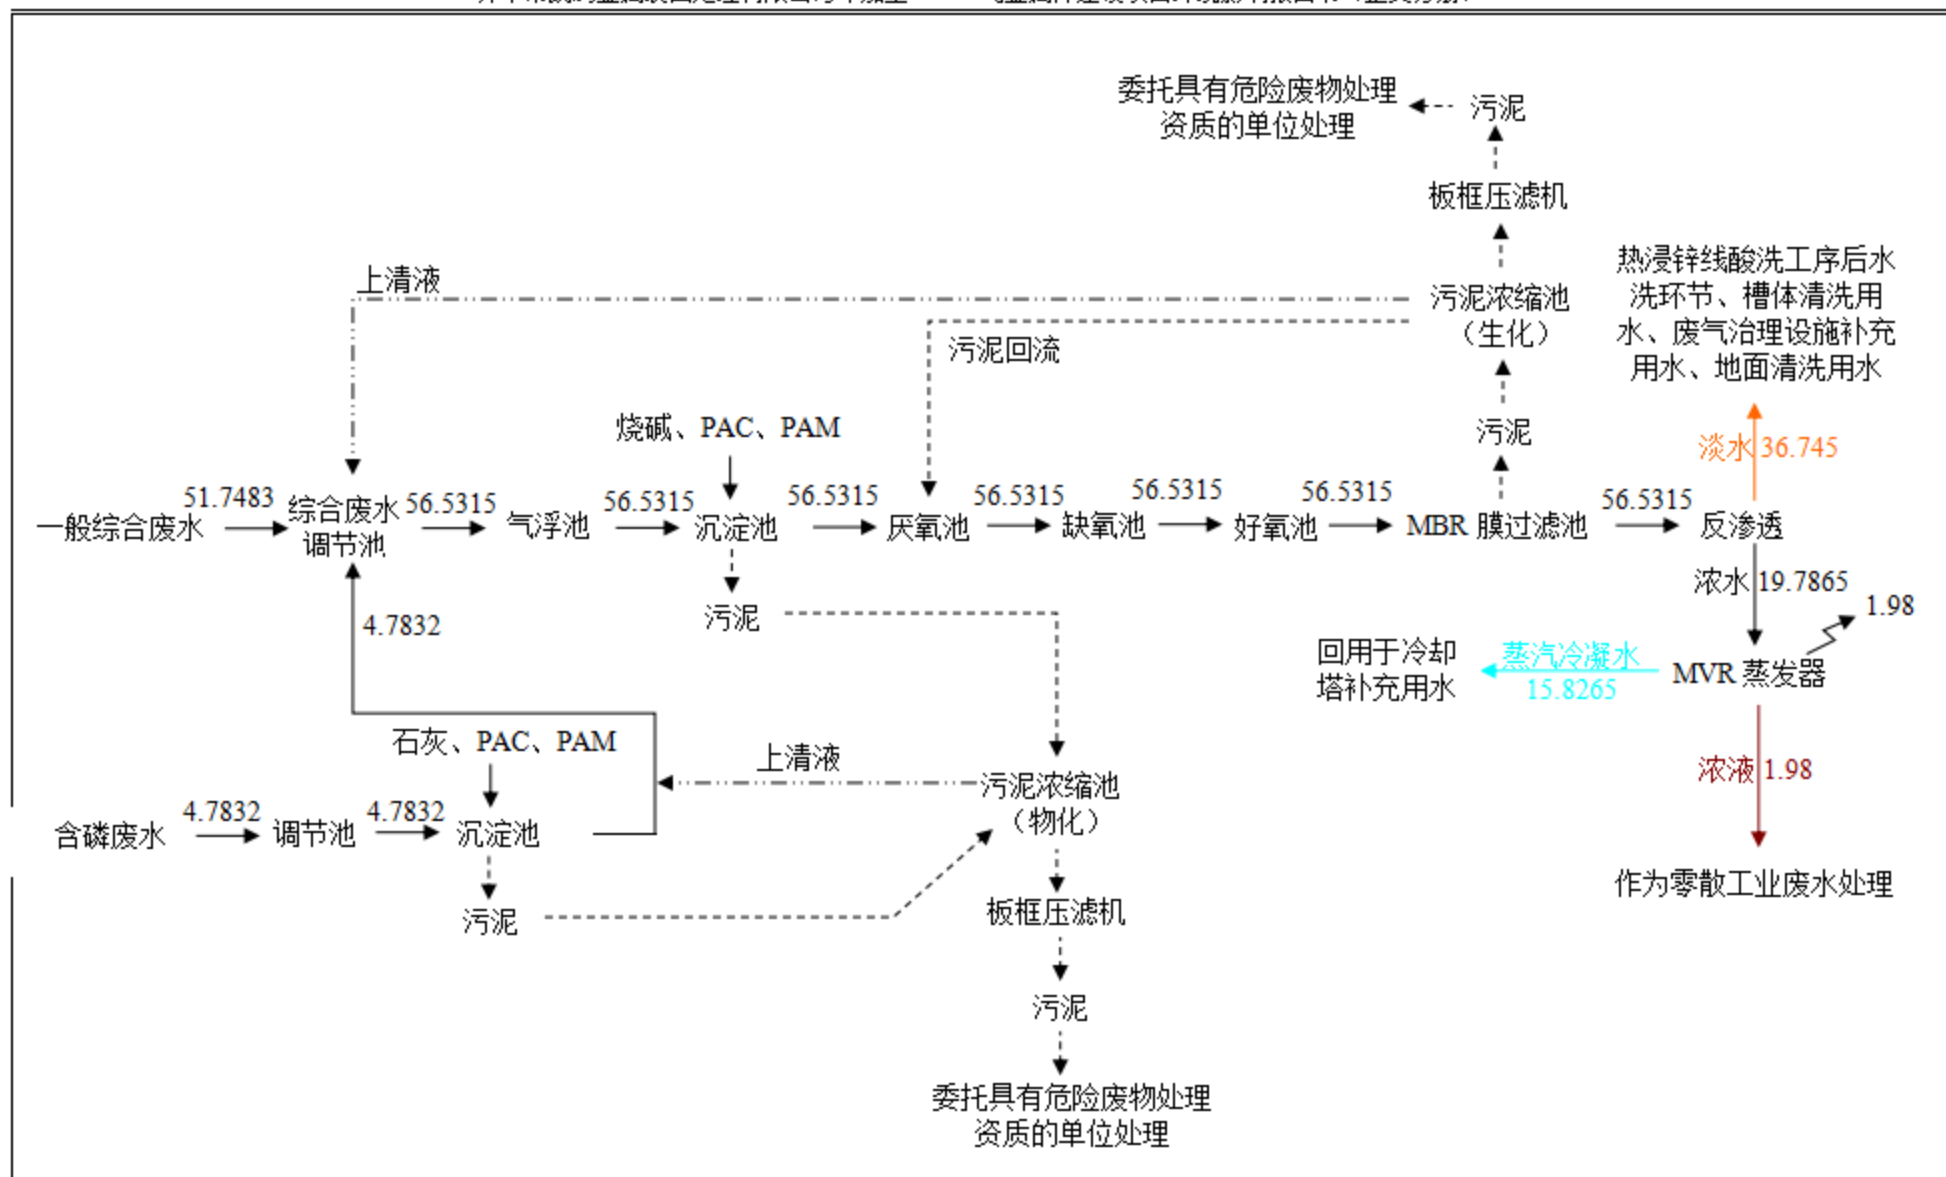 委托具有危险废物处理
资质的单位处理
污泥
板框压滤机
上清液
污泥浓缩池
（生化）
污泥回流
热浸锌线酸洗工序后水
洗环节、槽体清洗用
水、废气治理设施补充
用水、地面清洗用水
烧碱、PAC、PAM
污泥
淡水 36.745
一般综合废水
51.7483
综合废水
调节池
56.5315
气浮池
56.5315
沉淀池
56.5315
厌氧池
56.5315
缺氧池
56.5315
好氧池
56.5315
MBR 膜过滤池
56.5315
反渗透
浓水 19.7865
1.98
污泥
4.7832
回用于冷却
塔补充用水
蒸汽冷凝水
15.8265
MVR 蒸发器
石灰、PAC、PAM
上清液
污泥浓缩池
（物化）
浓液 1.98
含磷废水
4.7832
调节池
4.7832
沉淀池
作为零散工业废水处理
污泥
板框压滤机
污泥
委托具有危险废物处理
资质的单位处理